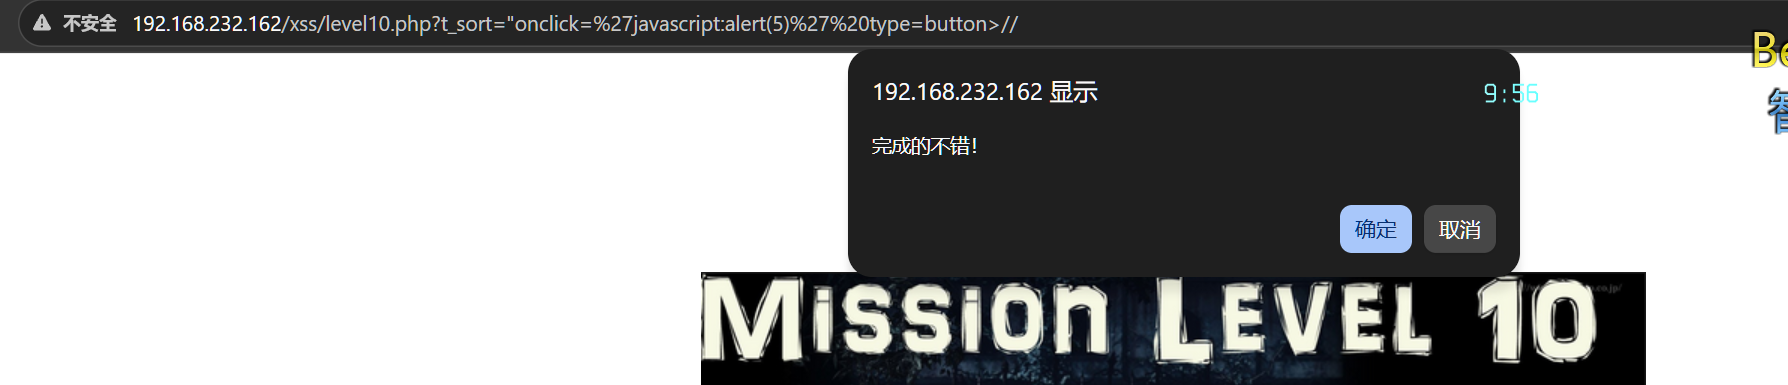 不安全 192.168.232.162/xss/level10.php?t_sort="onclick=%27javascript:alert(5)%27%20type=button>//
Be
192.168.232.162 显示
9:56
智
完成的不错!
确定 取消
Mission Level 10